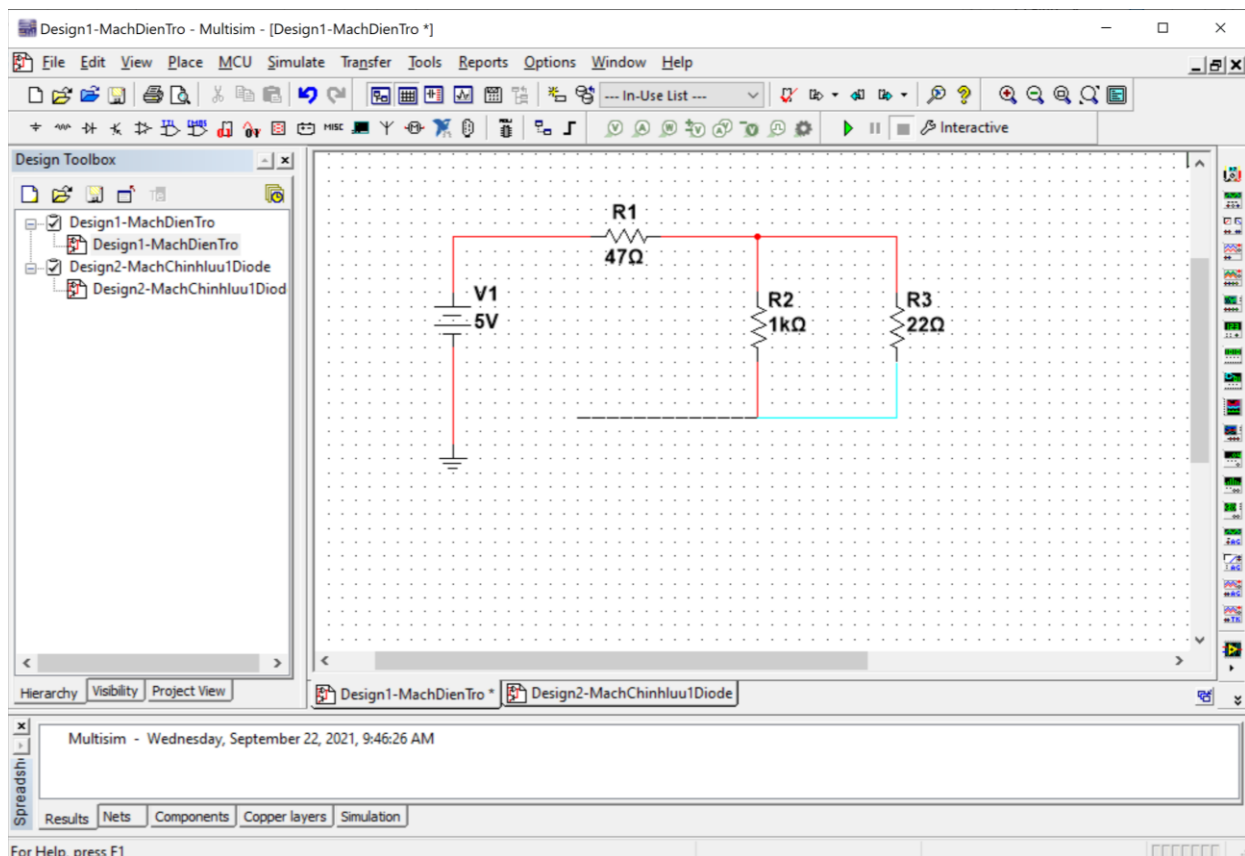 Design1-MachDienTro - Multisim - [Design1-MachDienTro *]
File Edit View Place MCU Simulate Transfer Tools Reports Options Window Help
--- In-Use List ---
MISC
Interactive
Design Toolbox
Design1-MachDienTro
Design1-MachDienTro
Design2-MachChinhluu1Diode
Design2-MachChinhluu1Diod
R1
47Ω
V1
5V
R2
1kΩ
R3
22Ω
Hierarchy Visibility Project View
Design1-MachDienTro * Design2-MachChinhluu1Diode
Multisim - Wednesday, September 22, 2021, 9:46:26 AM
Spreadsh
Results Nets Components Copper layers Simulation
For Help, press F1